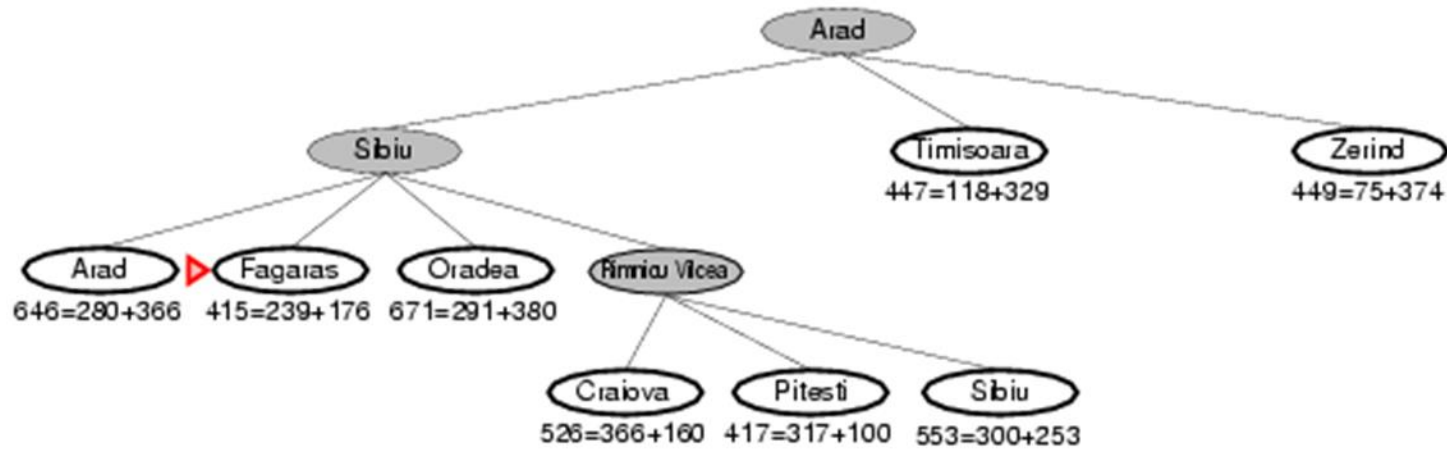 Arad
Sibiu
Timisoara
Zerind
447=118+329
449=75+374
Arad
Fagaras
Oradea
Rimnicu Vilcea
646=280+366
415=239+176
671=291+380
Craiova
Pitesti
Sibiu
526=366+160
417=317+100
553=300+253